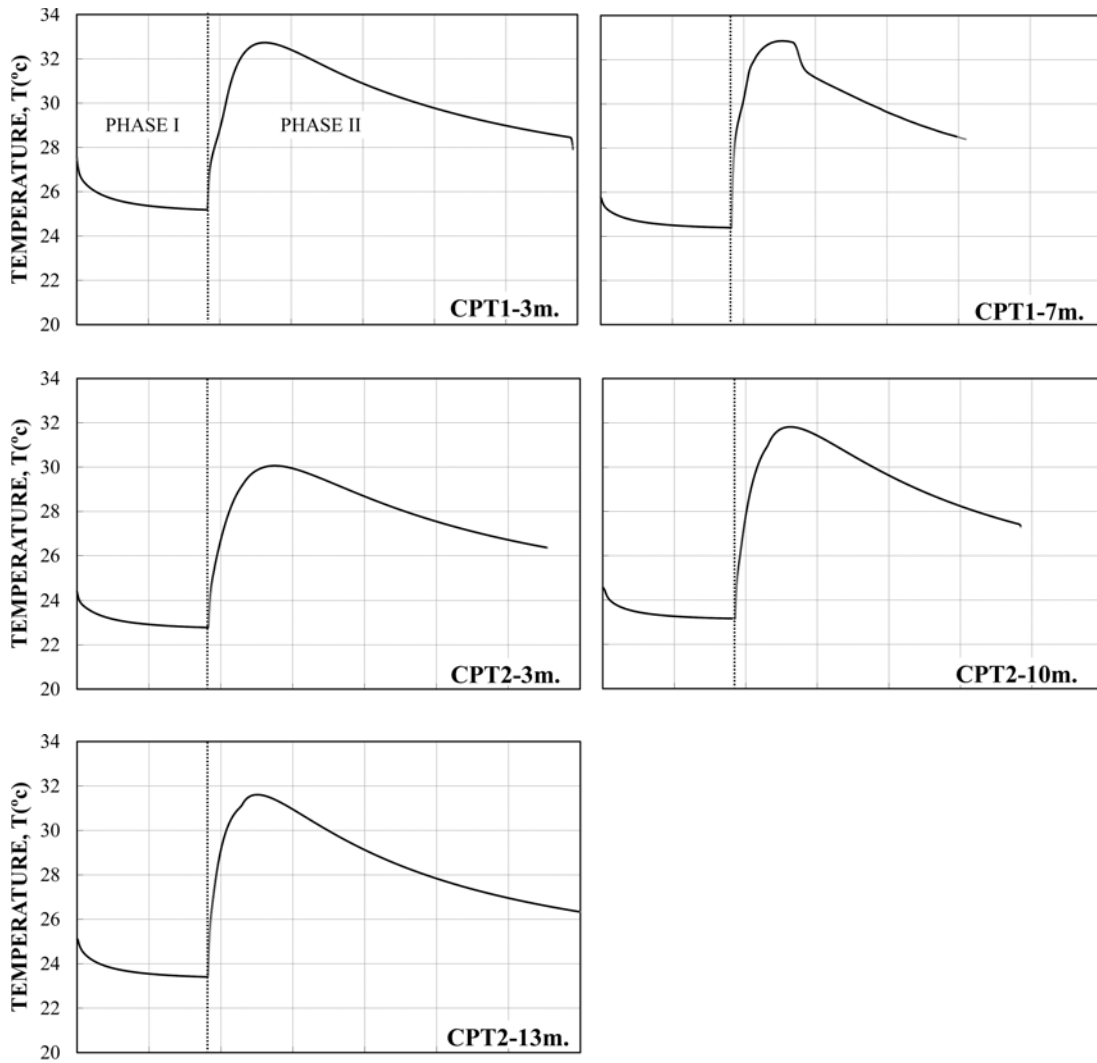 TEMPERATURE, T(ºc)
34
32
30
28
26
24
22
20
PHASE I
PHASE II
CPT1-3m.
CPT1-7m.
TEMPERATURE, T(ºc)
34
32
30
28
26
24
22
20
CPT2-3m.
CPT2-10m.
TEMPERATURE, T(ºc)
34
32
30
28
26
24
22
20
CPT2-13m.